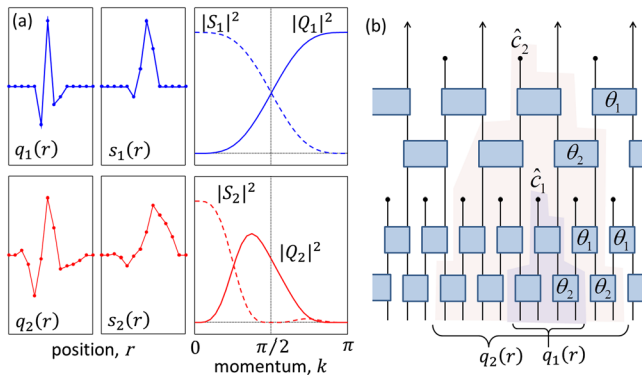 (a)
|S₁|² |Q₁|²
q₁(r) s₁(r)
|S₂|²
|Q₂|²
q₂(r) s₂(r)
position, r
0 π/2 π
momentum, k
(b)
ĉ₂
θ₁
θ₂
ĉ₁
θ₁ θ₁
θ₂ θ₂
q₂(r) q₁(r)